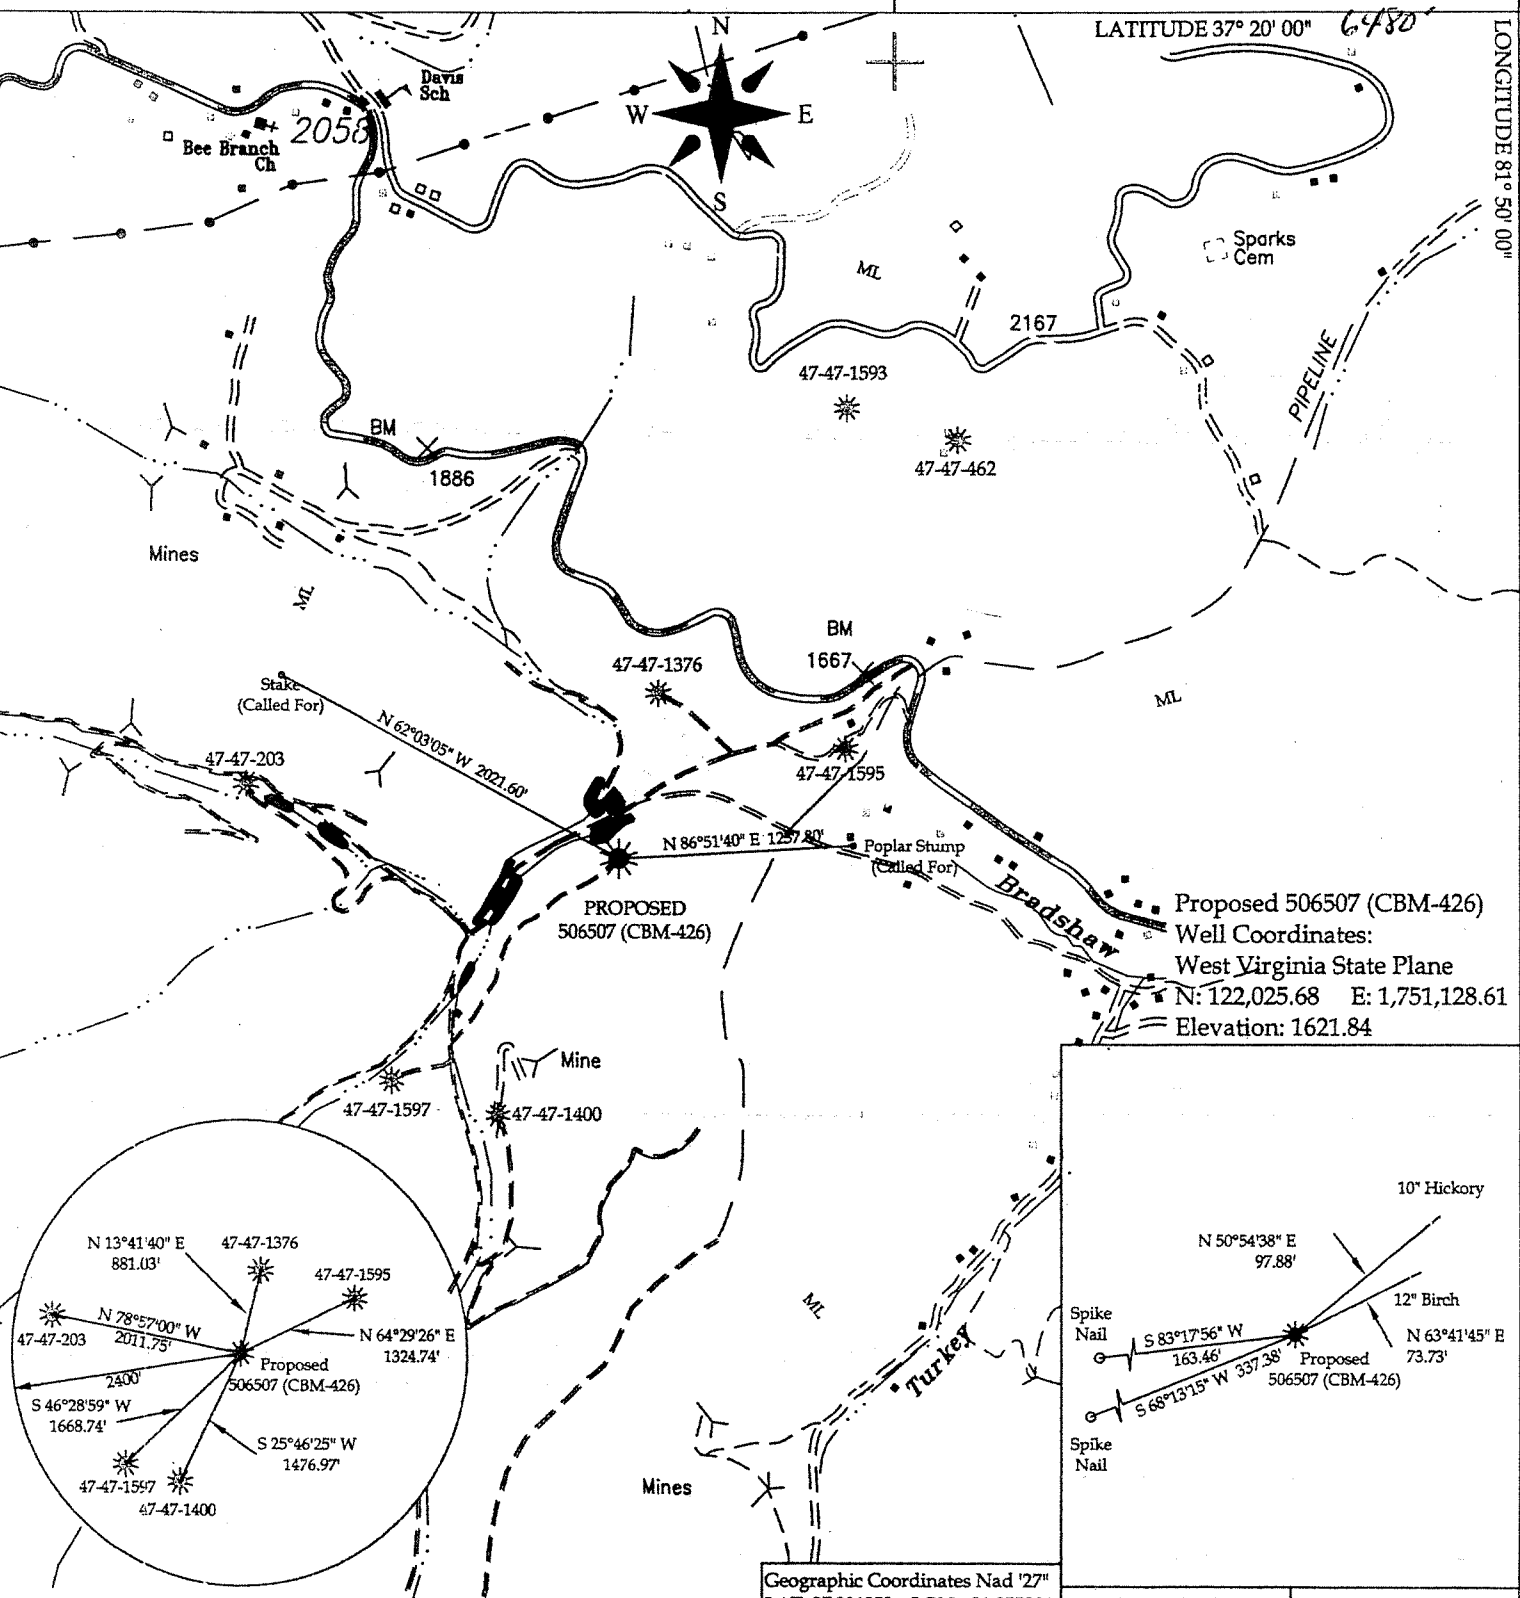 LATITUDE 37° 20' 00"
6480'
LONGITUDE 81° 50' 00"
N
W
E
S
Davis
Sch
2058
Bee Branch
Ch
Sparks
Cem
ML
2167
PIPELINE
47-47-1593
47-47-462
BM
1886
Mines
ML
BM
1667
47-47-1376
ML
Stake
(Called For)
N 62°03'05" W 2021.60'
47-47-203
47-47-1595
N 86°51'40" E 1257.80'
Poplar Stump
(Called For)
Bradshaw
PROPOSED
506507 (CBM-426)
Proposed 506507 (CBM-426)
Well Coordinates:
West Virginia State Plane
N: 122,025.68 E: 1,751,128.61
Elevation: 1621.84
Mine
47-47-1597
47-47-1400
N 13°41'40" E
881.03'
47-47-1376
47-47-1595
N 78°57'00" W
2011.75'
47-47-203
N 64°29'26" E
1324.74'
Proposed
506507 (CBM-426)
2400'
S 46°28'59" W
1668.74'
S 25°46'25" W
1476.97'
47-47-1597
47-47-1400
ML
Turkey
Mines
10" Hickory
N 50°54'38" E
97.88'
12" Birch
N 63°41'45" E
73.73'
Spike
Nail
S 83°17'56" W
163.46'
Proposed
506507 (CBM-426)
S 68°13'15" W 337.38'
Spike
Nail
Geographic Coordinates Nad '27"